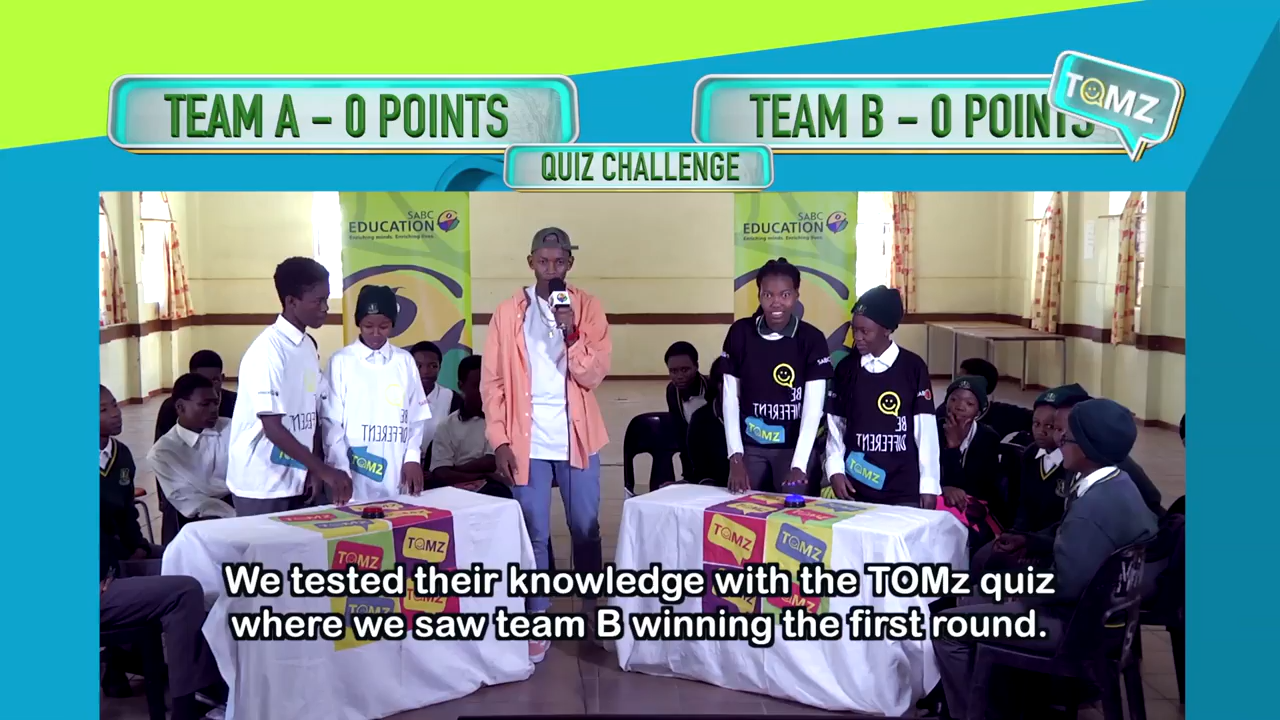 TEAM A – 0 POINTS
TEAM B – 0 POINTS
TOMZ
QUIZ CHALLENGE
SABC
EDUCATION
Enriching minds. Enriching lives.
SABC
EDUCATION
Enriching minds. Enriching lives.
SABC
BE
DIFFERENT
BE
DIFFERENT
BE
DIFFERENT
TOMZ
TOMZ
TOMZ
TOMZ
TOMZ
TOMZ
TOMZ
We tested their knowledge with the TOMz quiz
where we saw team B winning the first round.